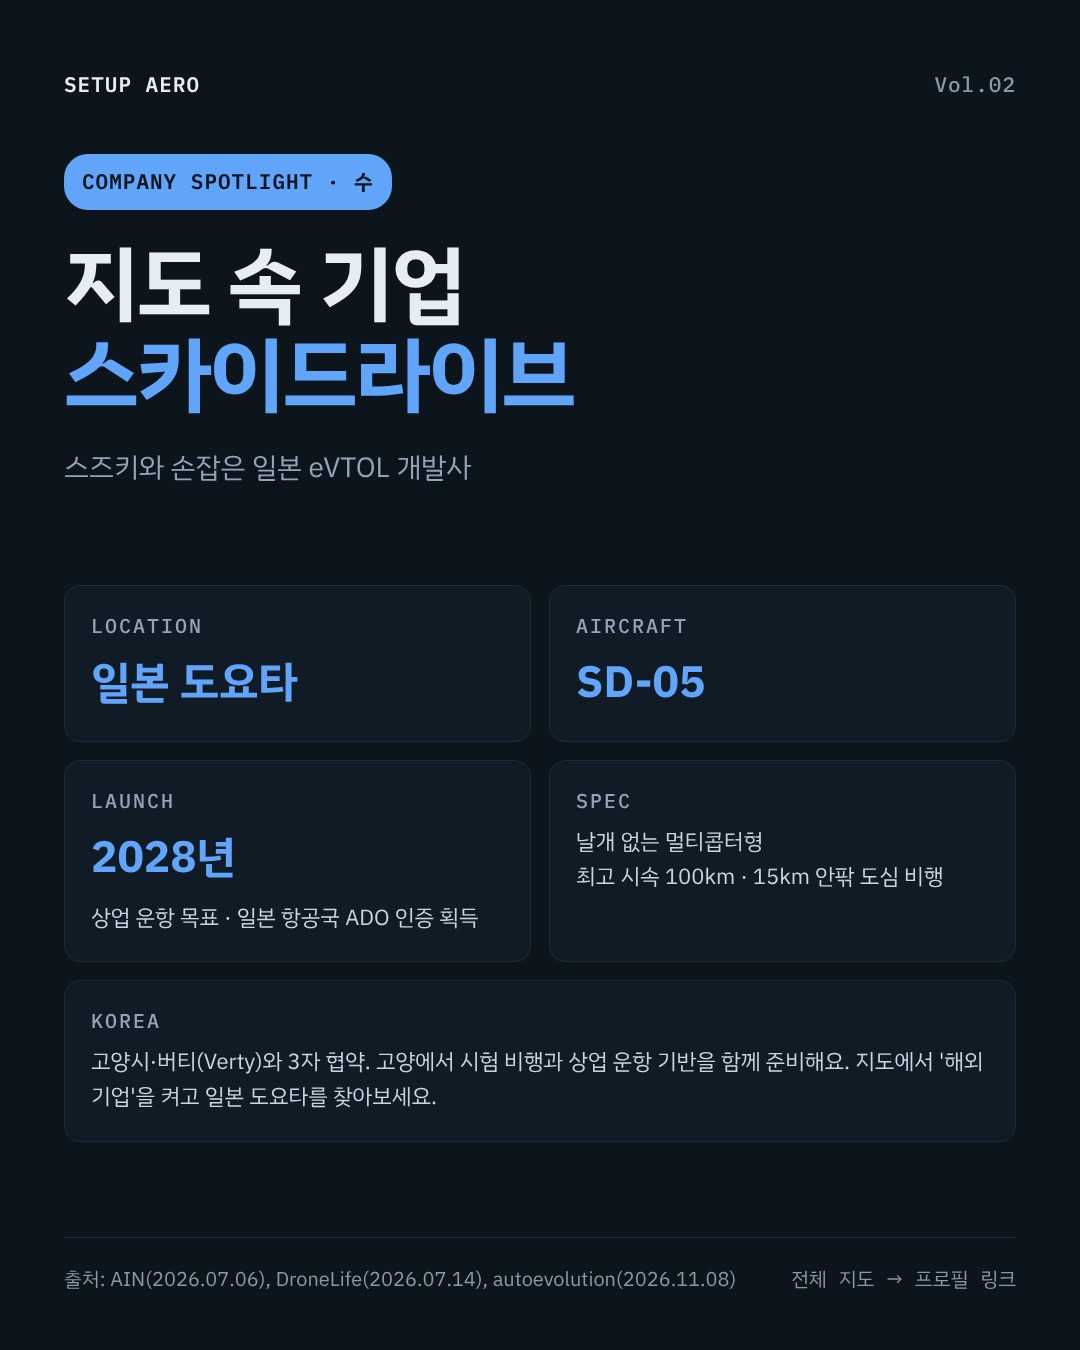 SETUP AERO
Vol.02
COMPANY SPOTLIGHT · 수
지도 속 기업
스카이드라이브
스즈키와 손잡은 일본 eVTOL 개발사
LOCATION
일본 도요타
AIRCRAFT
SD-05
LAUNCH
2028년
상업 운항 목표 · 일본 항공국 ADO 인증 획득
SPEC
날개 없는 멀티콥터형
최고 시속 100km · 15km 안팎 도심 비행
KOREA
고양시·버티(Verty)와 3자 협약. 고양에서 시험 비행과 상업 운항 기반을 함께 준비해요. 지도에서 '해외
기업'을 켜고 일본 도요타를 찾아보세요.
출처: AIN(2026.07.06), DroneLife(2026.07.14), autoevolution(2026.11.08)
전체 지도 → 프로필 링크